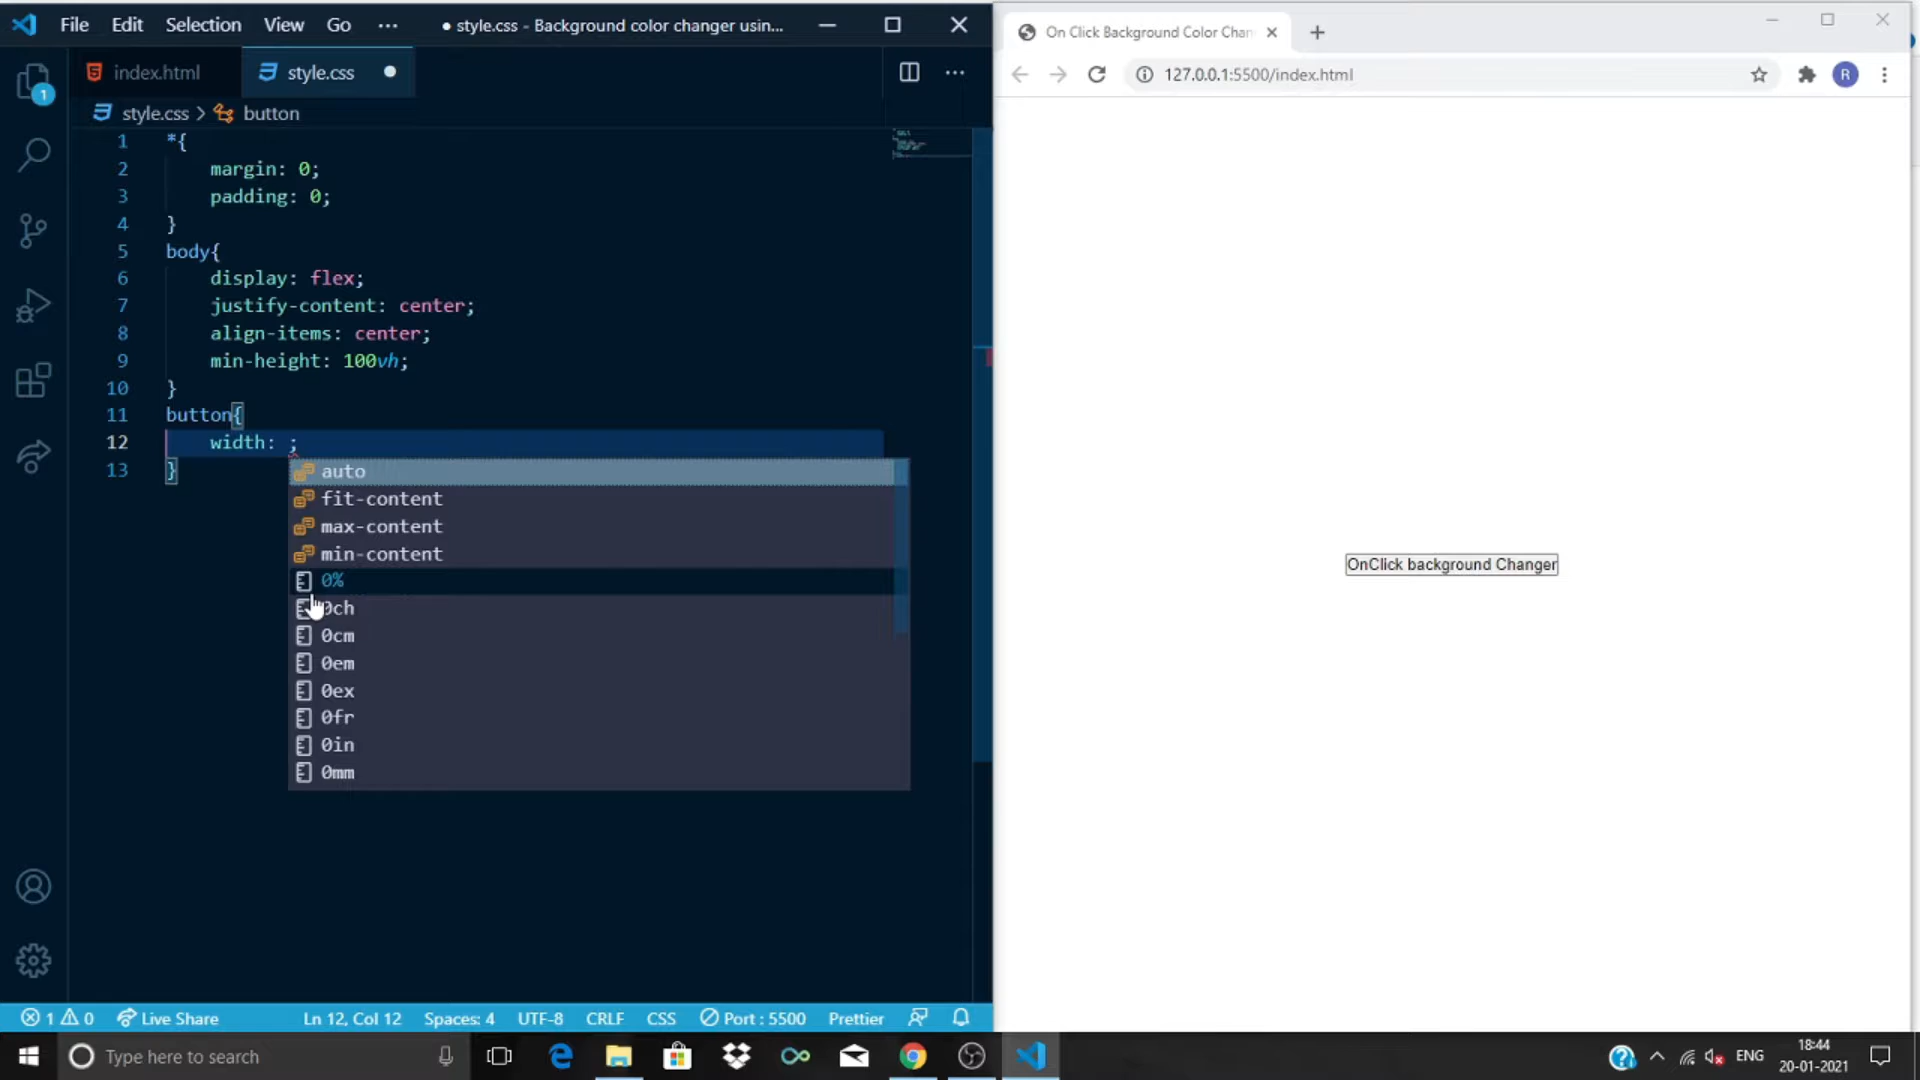 File Edit Selection View Go ··· ● style.css - Background color changer usin...
index.html style.css ●
style.css > button
1 *{
2 margin: 0;
3 padding: 0;
4 }
5 body{
6 display: flex;
7 justify-content: center;
8 align-items: center;
9 min-height: 100vh;
10 }
11 button{
12 width: ;
13 }
auto
fit-content
max-content
min-content
0%
0ch
0cm
0em
0ex
0fr
0in
0mm
1
1 0 Live Share Ln 12, Col 12 Spaces: 4 UTF-8 CRLF CSS Port : 5500 Prettier
On Click Background Color Chan
127.0.0.1:5500/index.html R
OnClick background Changer
Type here to search
ENG
18:44
20-01-2021